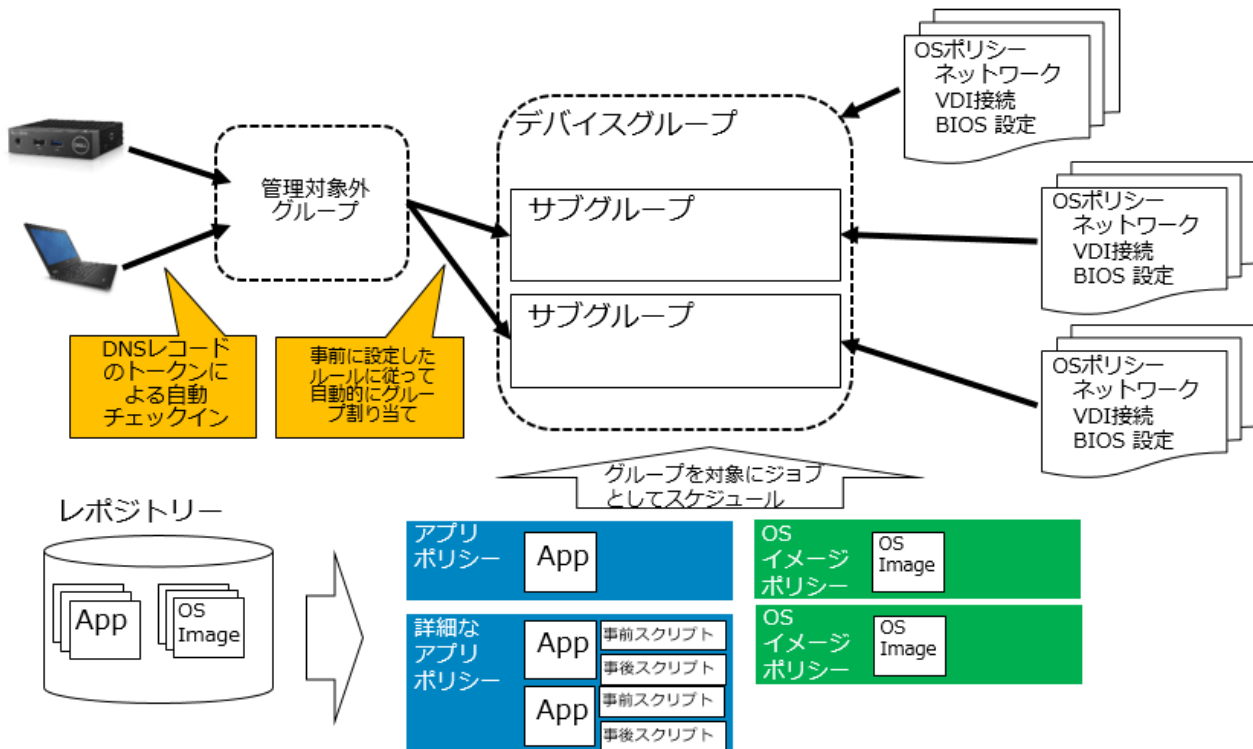 OSポリシー
ネットワーク
VDI接続
BIOS 設定
デバイスグループ
管理対象外
グループ
サブグループ
サブグループ
OSポリシー
ネットワーク
VDI接続
BIOS 設定
OSポリシー
ネットワーク
VDI接続
BIOS 設定
DNSレコード
のトークンに
よる自動
チェックイン
事前に設定した
ルールに従って
自動的にグルー
プ割り当て
グループを対象にジョブ
としてスケジュール
レポジトリー
App
OS
Image
アプリ
ポリシー
App
OS
イメージ
ポリシー
OS
Image
詳細な
アプリ
ポリシー
App
事前スクリプト
事後スクリプト
App
事前スクリプト
事後スクリプト
OS
イメージ
ポリシー
OS
Image